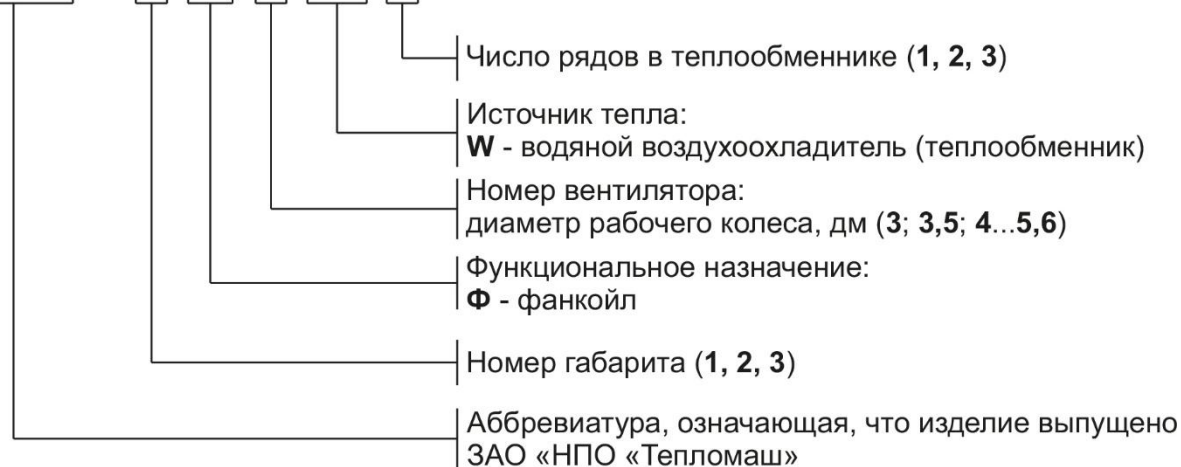 Число рядов в теплообменнике (1, 2, 3)
Источник тепла:
W - водяной воздухоохладитель (теплообменник)
Номер вентилятора:
диаметр рабочего колеса, дм (3; 3,5; 4...5,6)
Функциональное назначение:
Ф - фанкойл
Номер габарита (1, 2, 3)
Аббревиатура, означающая, что изделие выпущено
ЗАО «НПО «Тепломаш»